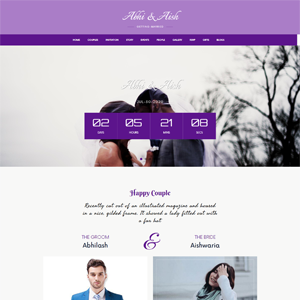 Abhi & Aish
HOME COUPLE INVITATION STORY EVENTS PEOPLE GALLERY RSVP GIFTS BLOG
Abhi & Aish
02 05 21 08
DAYS HOURS MINS SECS
Happy Couple
Recently cut out of an illustrated magazine and housed
in a nice, gilded frame. It showed a lady fitted out with
a fur hat
THE GROOM
Abhilash
&
THE BRIDE
Aishwaria